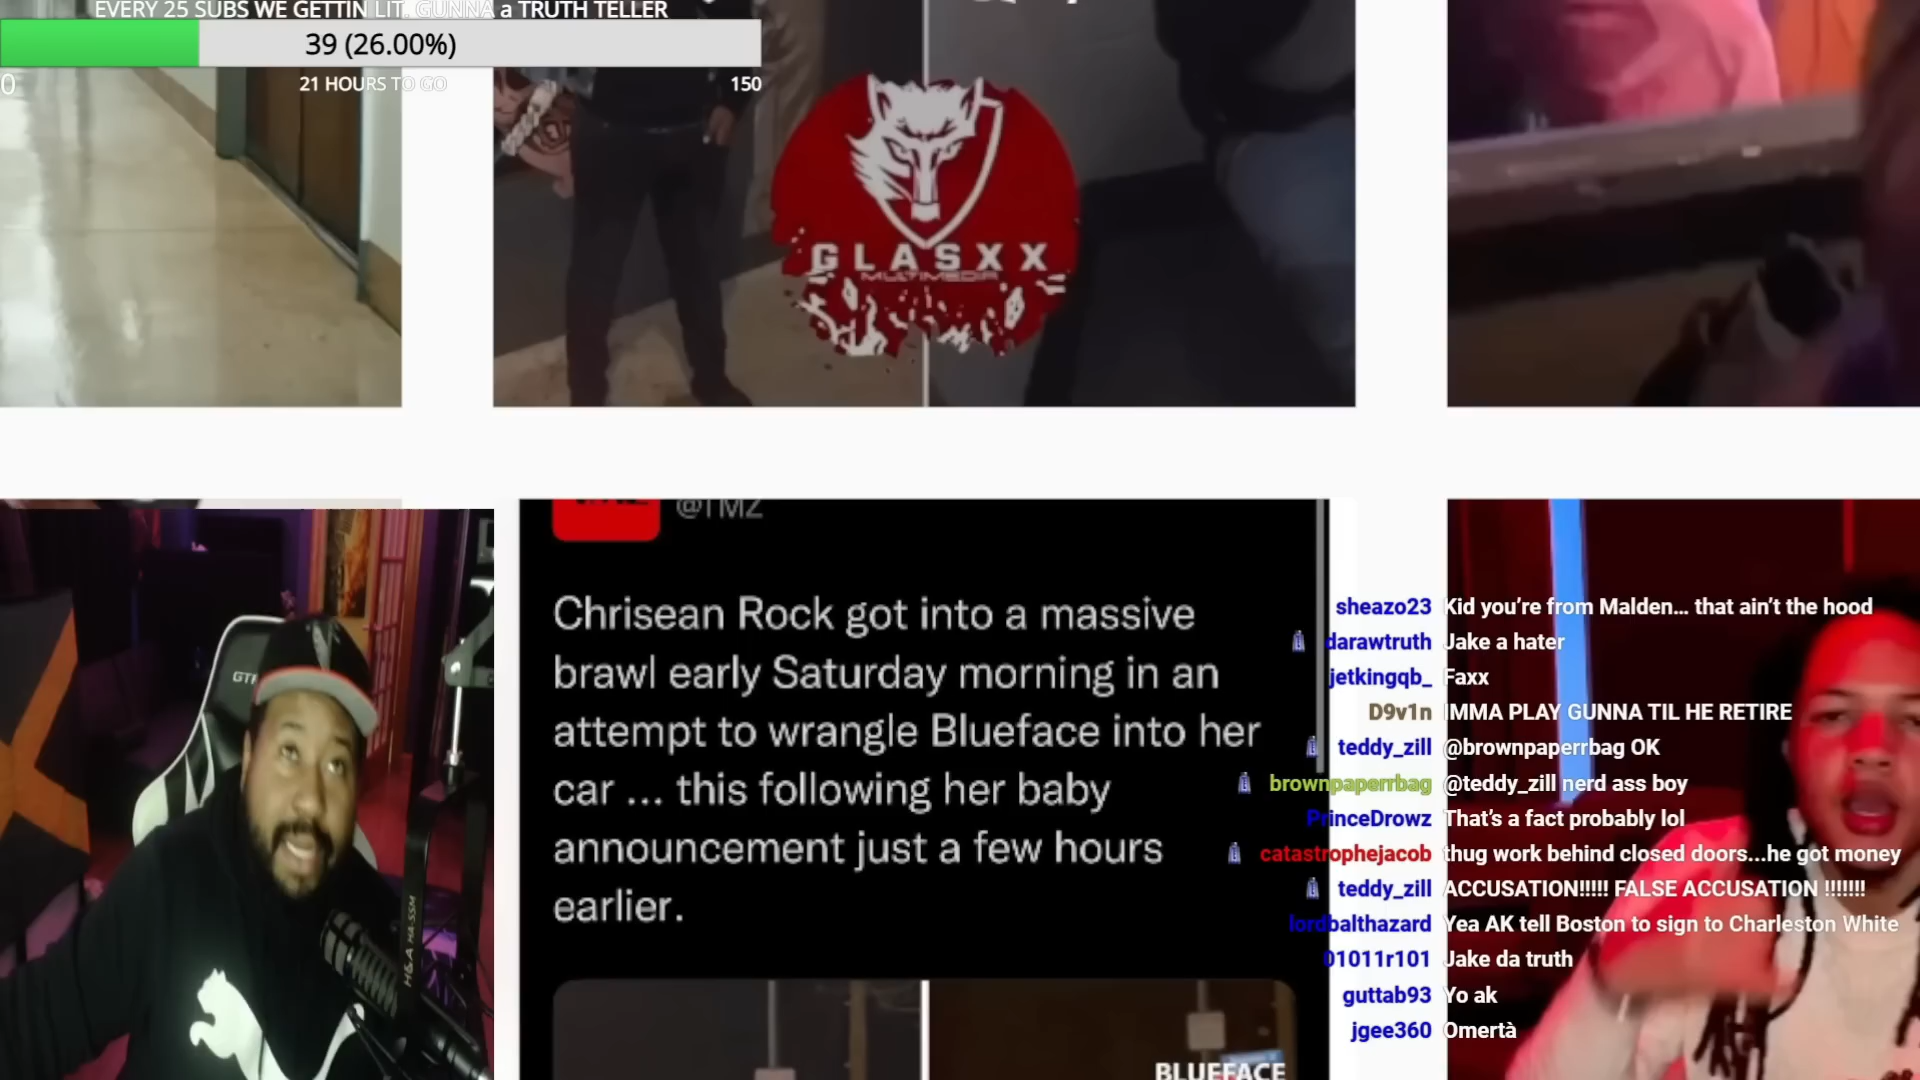 EVERY 25 SUBS WE GETTIN LIT. GUNNA a TRUTH TELLER
39 (26.00%)
0
21 HOURS TO GO
150
GLASXX
MULTIMEDIA
@TMZ
Chrisean Rock got into a massive
brawl early Saturday morning in an
attempt to wrangle Blueface into her
car ... this following her baby
announcement just a few hours
earlier.
BLUEFACE
GTR
H&A HA-SSM
sheazo23 Kid you're from Malden... that ain't the hood
darawtruth Jake a hater
jetkingqb_ Faxx
D9v1n IMMA PLAY GUNNA TIL HE RETIRE
teddy_zill @brownpaperrbag OK
brownpaperrbag @teddy_zill nerd ass boy
PrinceDrowz That's a fact probably lol
catastrophejacob thug work behind closed doors...he got money
teddy_zill ACCUSATION!!!!! FALSE ACCUSATION !!!!!!!
lordbalthazard Yea AK tell Boston to sign to Charleston White
01011r101 Jake da truth
guttab93 Yo ak
jgee360 Omertà